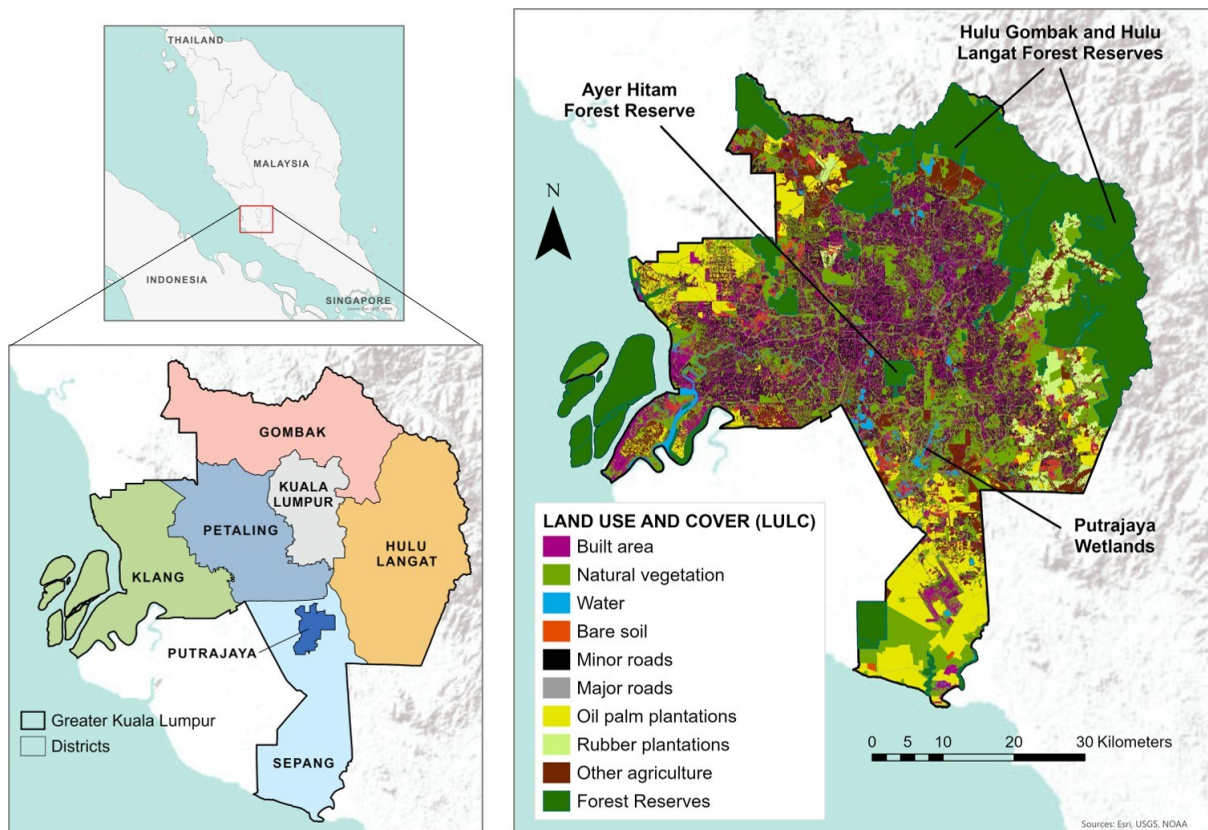 THAILAND
MALAYSIA
INDONESIA
SINGAPORE
GOMBAK
KUALA
LUMPUR
PETALING
HULU
LANGAT
KLANG
PUTRAJAYA
SEPANG
Greater Kuala Lumpur
Districts
Hulu Gombak and Hulu
Langat Forest Reserves
Ayer Hitam
Forest Reserve
N
Putrajaya
Wetlands
LAND USE AND COVER (LULC)
Built area
Natural vegetation
Water
Bare soil
Minor roads
Major roads
Oil palm plantations
Rubber plantations
Other agriculture
Forest Reserves
0 5 10 20 30 Kilometers
Sources: Esri, USGS, NOAA